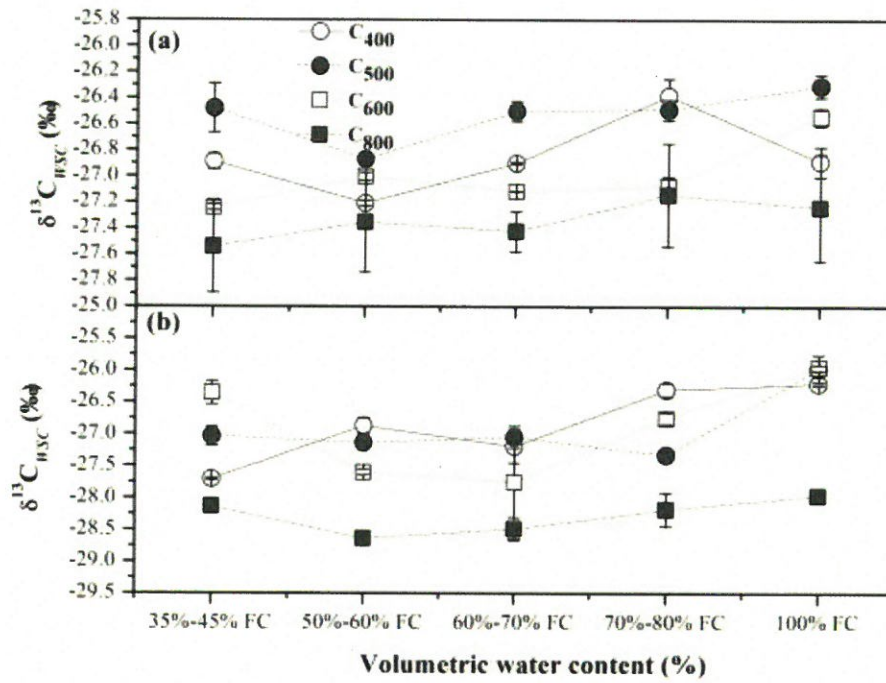 -25.8
-26.0
-26.2
-26.4
-26.6
-26.8
-27.0
-27.2
-27.4
-27.6
-27.8
-25.0
(a)
C400
C500
C600
C800
δ13CWSC (‰)
-25.5
-26.0
-26.5
-27.0
-27.5
-28.0
-28.5
-29.0
-29.5
(b)
δ13CWSC (‰)
35%-45% FC 50%-60% FC 60%-70% FC 70%-80% FC 100% FC
Volumetric water content (%)